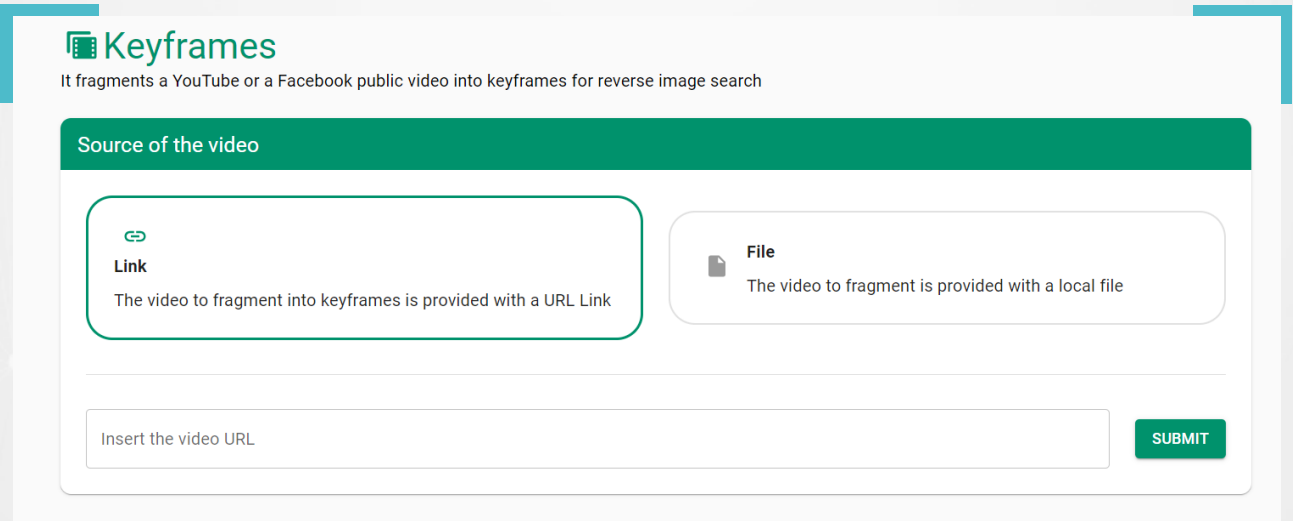 Keyframes
It fragments a YouTube or a Facebook public video into keyframes for reverse image search
Source of the video
Link
The video to fragment into keyframes is provided with a URL Link
File
The video to fragment is provided with a local file
Insert the video URL
SUBMIT